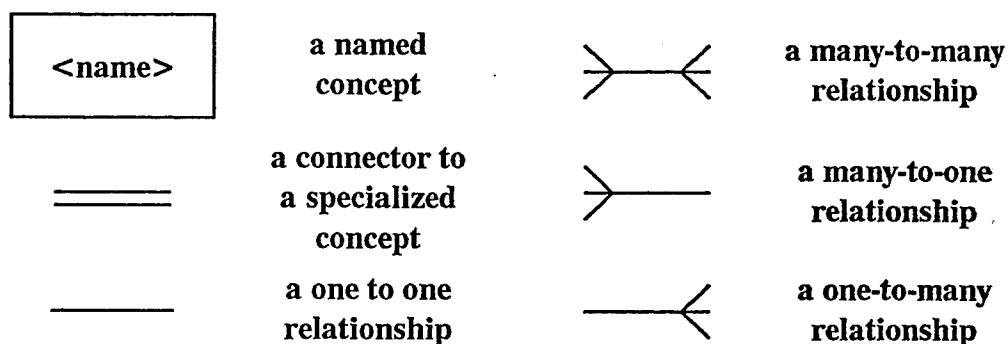 <name>
a named
concept
a many-to-many
relationship
a connector to
a specialized
concept
a many-to-one
relationship
a one to one
relationship
a one-to-many
relationship